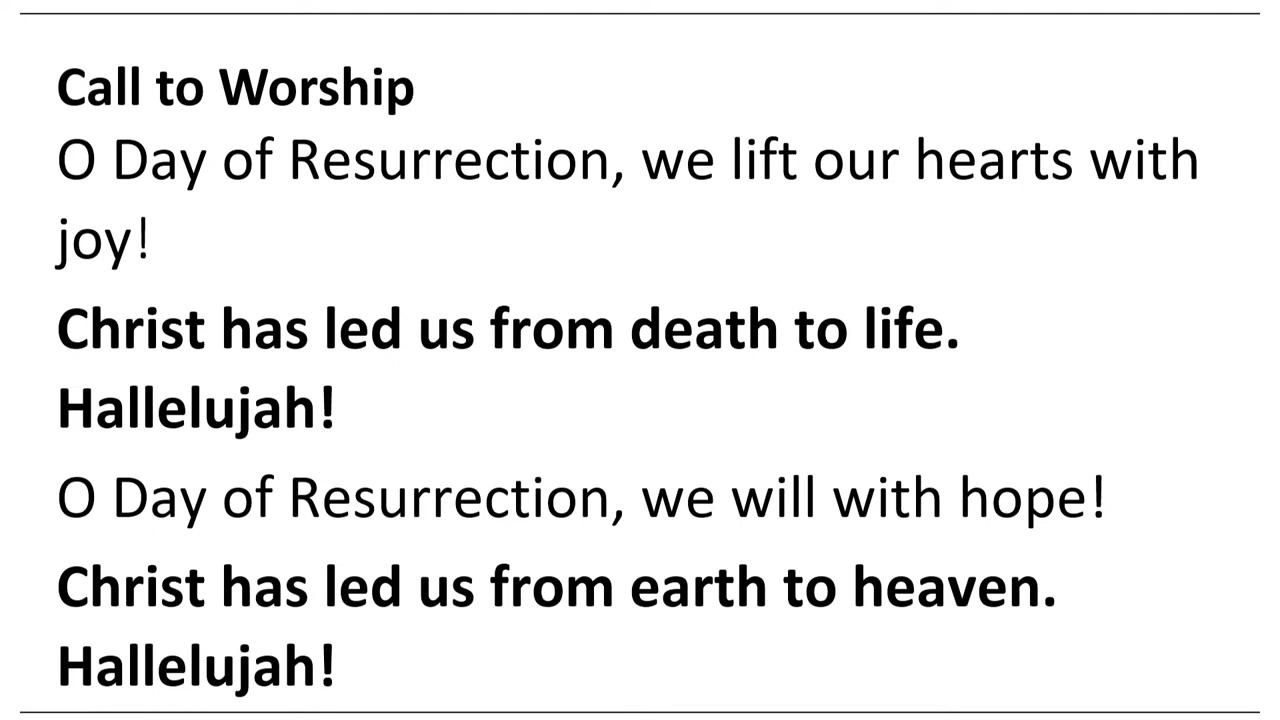 Call to Worship
O Day of Resurrection, we lift our hearts with
joy!
Christ has led us from death to life.
Hallelujah!
O Day of Resurrection, we will with hope!
Christ has led us from earth to heaven.
Hallelujah!